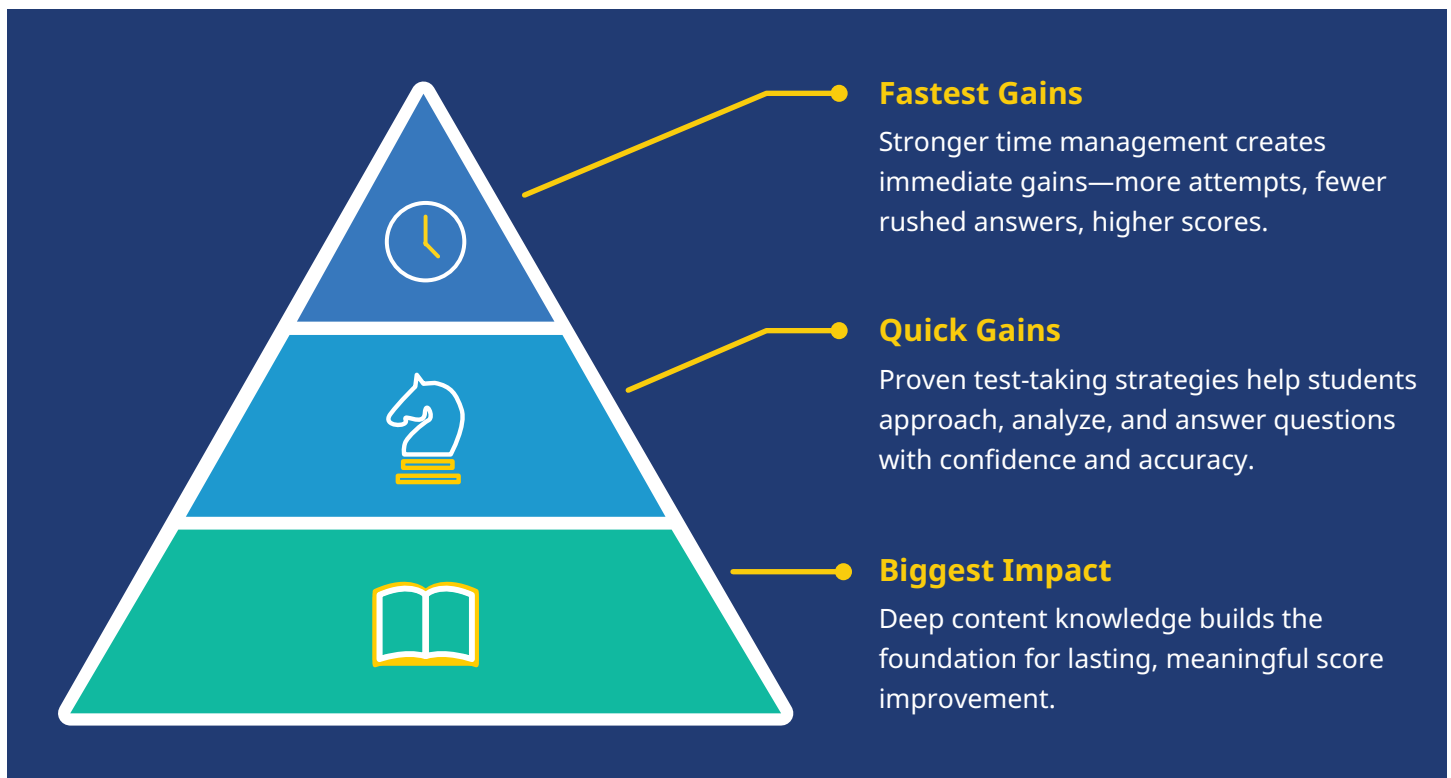 Fastest Gains
Stronger time management creates
immediate gains—more attempts, fewer
rushed answers, higher scores.
Quick Gains
Proven test-taking strategies help students
approach, analyze, and answer questions
with confidence and accuracy.
Biggest Impact
Deep content knowledge builds the
foundation for lasting, meaningful score
improvement.